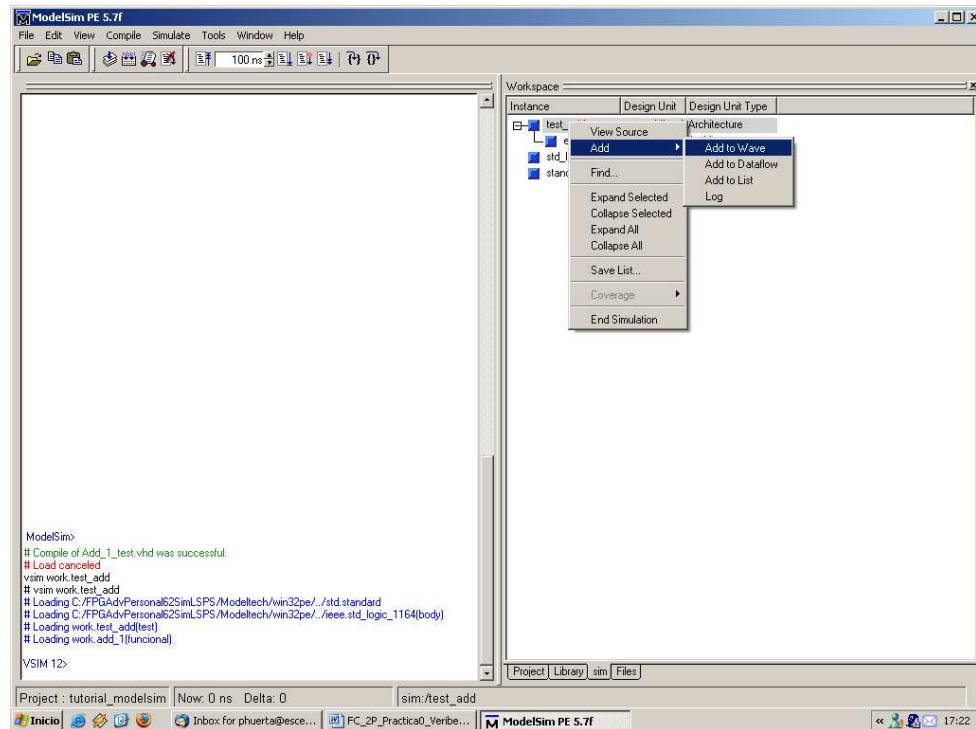 ModelSim PE 5.7f
File Edit View Compile Simulate Tools Window Help
100 ns
Workspace
Instance Design Unit Design Unit Type
test_ Architecture
View Source
Add
Find...
Expand Selected
Collapse Selected
Expand All
Collapse All
Save List...
Coverage
End Simulation
Add to Wave
Add to Dataflow
Add to List
Log
std_l
stand
ModelSim>
# Compile of Add_1_test.vhd was successful.
# Load canceled
vsim work.test_add
# vsim work.test_add
# Loading C:/FPGAdvPersonal62SimLSPS/Modeltech/win32pe/../std.standard
# Loading C:/FPGAdvPersonal62SimLSPS/Modeltech/win32pe/../ieee.std_logic_1164(body)
# Loading work.test_add(test)
# Loading work.add_1(funcional)
VSIM 12>
Project Library sim Files
Project : tutorial_modelsim Now: 0 ns Delta: 0 sim:/test_add
Inicio Inbox for phuerta@esce... FC_2P_Practica0_Veribe... ModelSim PE 5.7f « 17:22